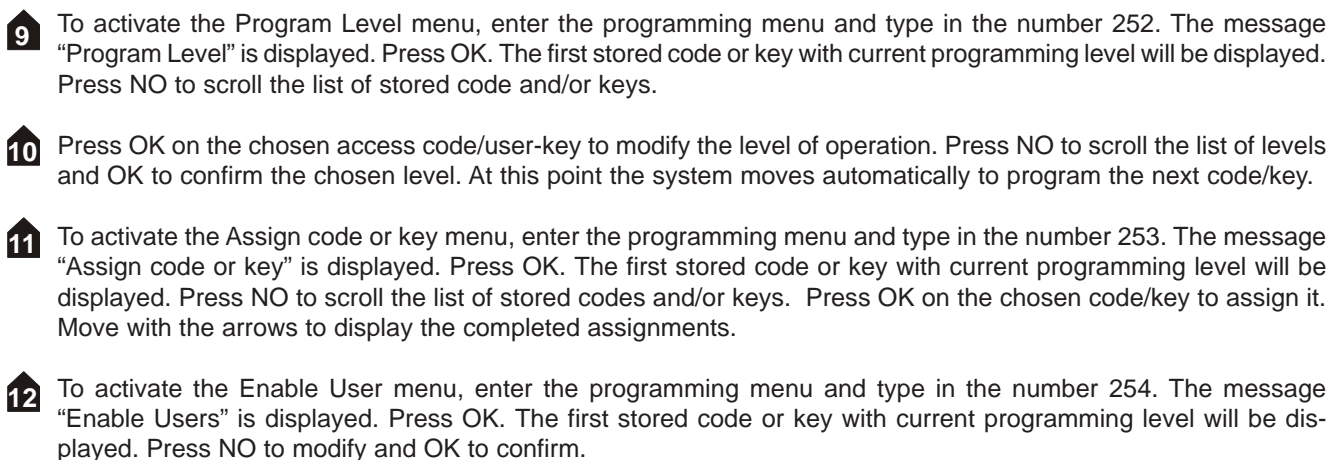 9 To activate the Program Level menu, enter the programming menu and type in the number 252. The message
“Program Level” is displayed. Press OK. The first stored code or key with current programming level will be displayed.
Press NO to scroll the list of stored code and/or keys.
10 Press OK on the chosen access code/user-key to modify the level of operation. Press NO to scroll the list of levels
and OK to confirm the chosen level. At this point the system moves automatically to program the next code/key.
11 To activate the Assign code or key menu, enter the programming menu and type in the number 253. The message
“Assign code or key” is displayed. Press OK. The first stored code or key with current programming level will be
displayed. Press NO to scroll the list of stored codes and/or keys. Press OK on the chosen code/key to assign it.
Move with the arrows to display the completed assignments.
12 To activate the Enable User menu, enter the programming menu and type in the number 254. The message
“Enable Users” is displayed. Press OK. The first stored code or key with current programming level will be dis-
played. Press NO to modify and OK to confirm.